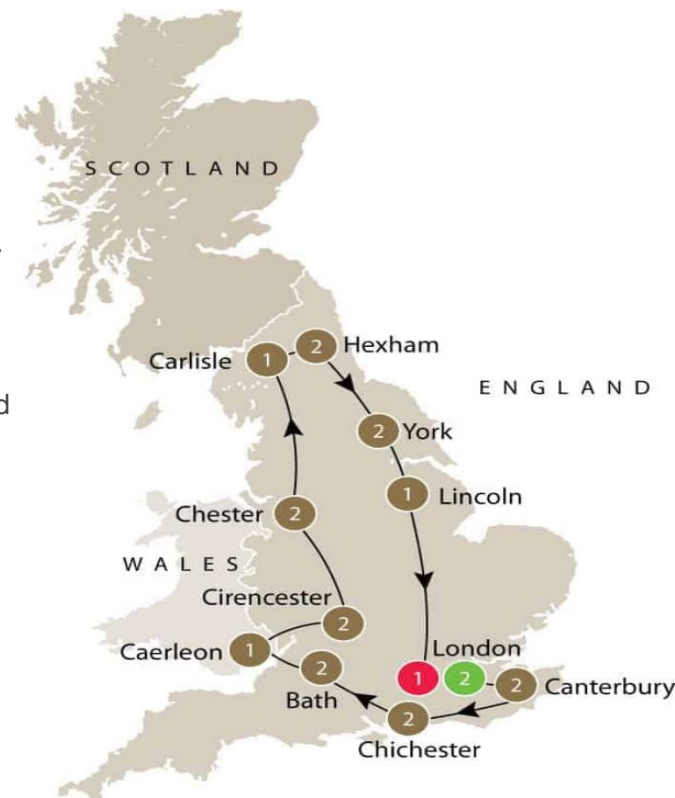 SCOTLAND
Carlisle 1 2 Hexham
ENGLAND
d
2 York
1 Lincoln
Chester 2
WALES
Cirencester
2
Caerleon 1
London
2
Bath
1 2 2 Canterbury
2
Chichester